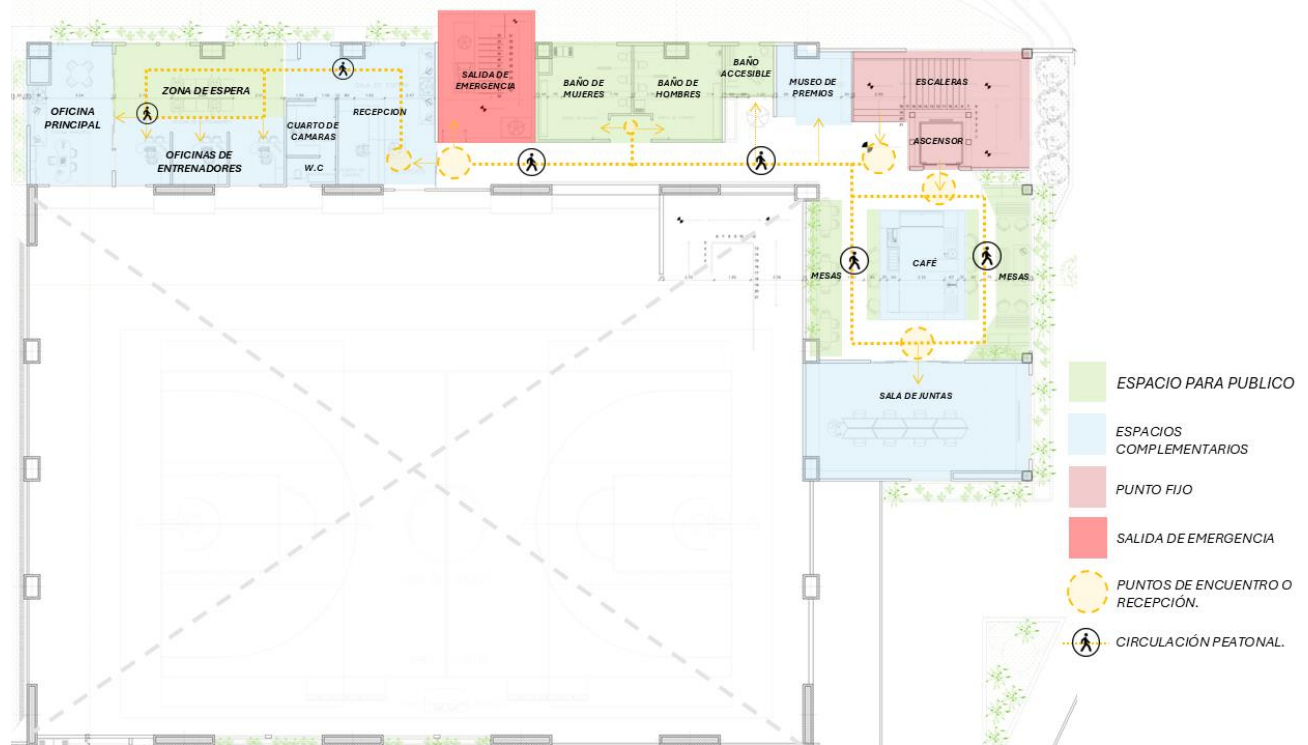 SALIDA DE
EMERGENCIA
BAÑO DE
MUJERES
BAÑO DE
HOMBRES
BAÑO
ACCESIBLE
MUSEO DE
PREMIOS
ESCALERAS
ASCENSOR
OFICINA
PRINCIPAL
ZONA DE ESPERA
OFICINAS DE
ENTRENADORES
CUARTO DE
CAMARAS
W.C
RECEPCION
MESAS
CAFÉ
MESAS
SALA DE JUNTAS
ESPACIO PARA PUBLICO
ESPACIOS
COMPLEMENTARIOS
PUNTO FIJO
SALIDA DE EMERGENCIA
PUNTOS DE ENCUENTRO O
RECEPCIÓN.
CIRCULACIÓN PEATONAL.